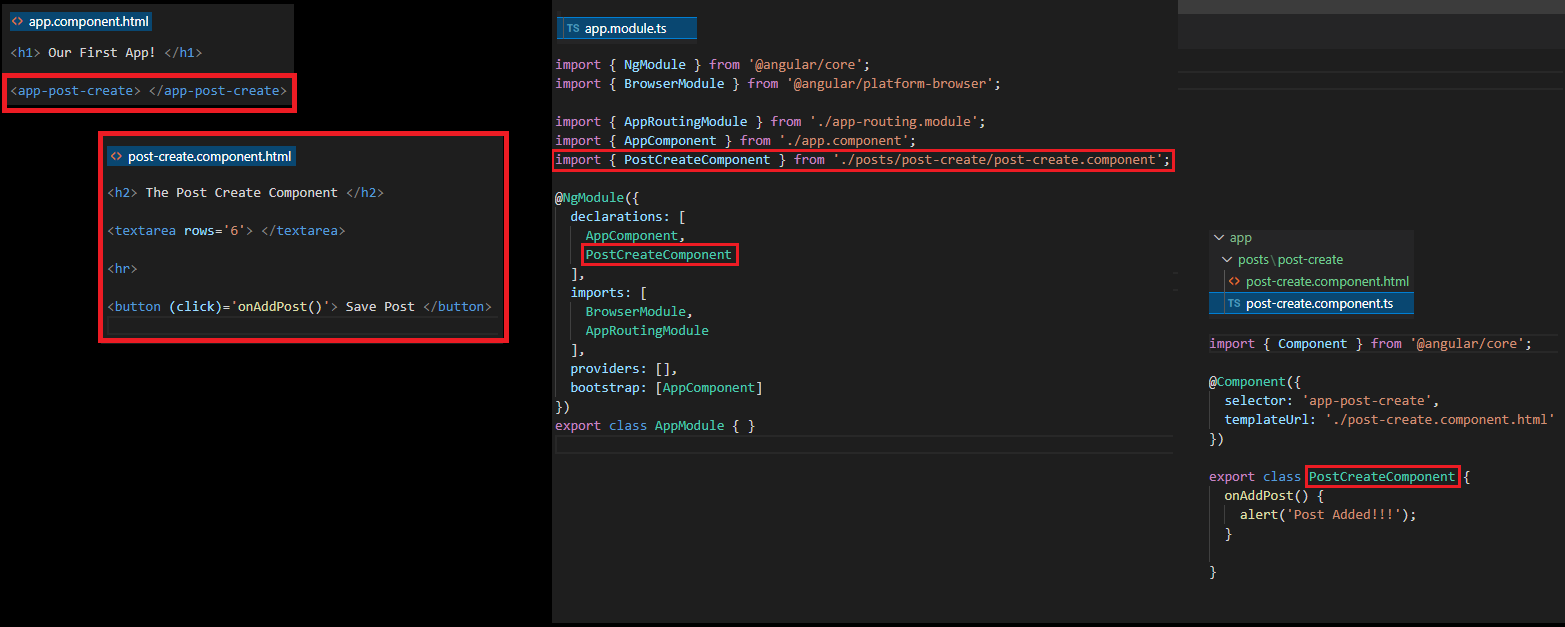 <> app.component.html
<h1> Our First App! </h1>
<app-post-create> </app-post-create>
<> post-create.component.html
<h2> The Post Create Component </h2>
<textarea rows='6'> </textarea>
<hr>
<button (click)='onAddPost()'> Save Post </button>
TS app.module.ts
import { NgModule } from '@angular/core';
import { BrowserModule } from '@angular/platform-browser';
import { AppRoutingModule } from './app-routing.module';
import { AppComponent } from './app.component';
import { PostCreateComponent } from './posts/post-create/post-create.component';
@NgModule({
declarations: [
AppComponent,
PostCreateComponent
],
imports: [
BrowserModule,
AppRoutingModule
],
providers: [],
bootstrap: [AppComponent]
})
export class AppModule { }
app
posts\post-create
<> post-create.component.html
TS post-create.component.ts
import { Component } from '@angular/core';
@Component({
selector: 'app-post-create',
templateUrl: './post-create.component.html'
})
export class PostCreateComponent {
onAddPost() {
alert('Post Added!!!');
}
}